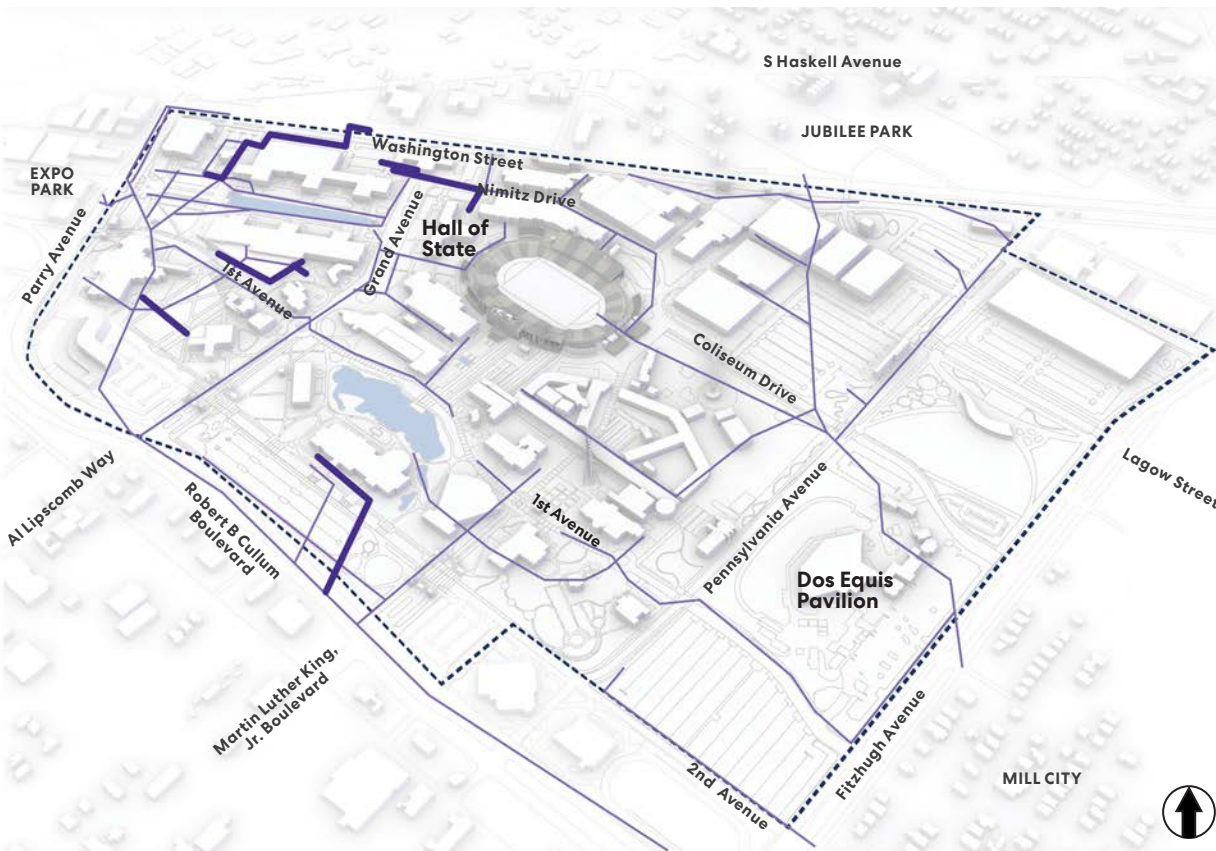 S Haskell Avenue
JUBILEE PARK
Washington Street
EXPO
PARK
Nimitz Drive
Hall of
State
Grand Avenue
Parry Avenue
1st Avenue
Coliseum Drive
Lagow Street
Al Lipscomb Way
Robert B Cullum
Boulevard
1st Avenue
Pennsylvania Avenue
Dos Equis
Pavilion
Martin Luther King,
Jr. Boulevard
Fitzhugh Avenue
2nd Avenue
MILL CITY